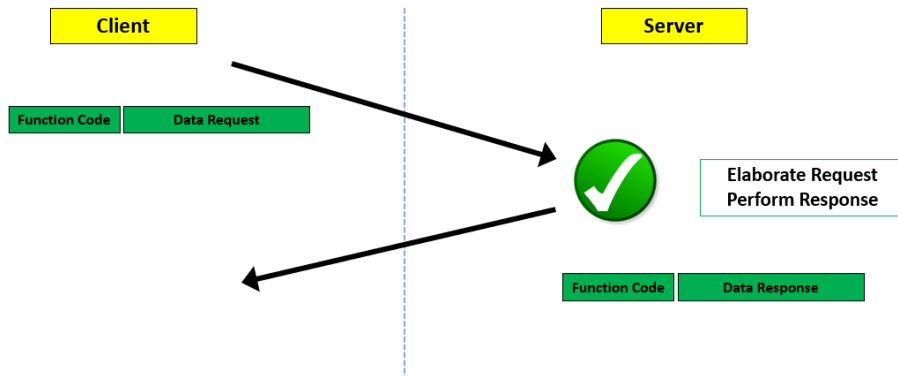 Client
Server
Function Code
Data Request
Elaborate Request
Perform Response
Function Code
Data Response